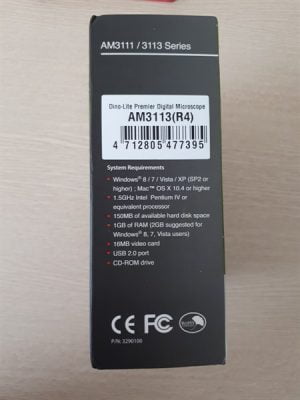 AM3111 / 3113 Series
Dino-Lite Premier Digital Microscope
AM3113(R4)
4 712805 477395
System Requirements
• Windows® 8 / 7 / Vista / XP (SP2 or
higher) ; Mac™ OS X 10.4 or higher
• 1.5GHz Intel Pentium IV or
equivalent processor
• 150MB of available hard disk space
• 1GB of RAM (2GB suggested for
Windows® 8, 7, Vista users)
• 16MB video card
• USB 2.0 port
• CD-ROM drive
CE FC RoHS
P/N: 3290100